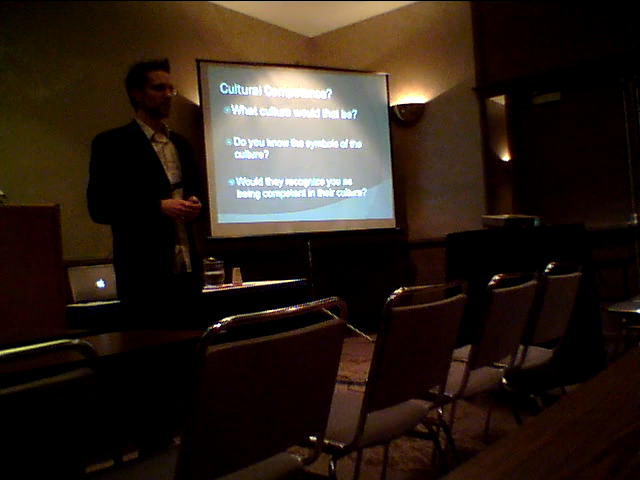 Cultural Competence?
What culture would that be?
Do you know the symbols of the
culture?
Would they recognize you as
being competent in their culture?